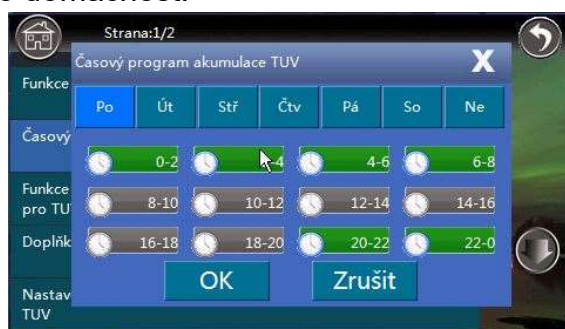 Strana:1/2
Časový program akumulace TUV
X
Funkce
Po Út Stř Čtv Pá So Ne
Časový
0-2 -4 4-6 6-8
Funkce
pro TU
8-10 10-12 12-14 14-16
Doplňk
16-18 18-20 20-22 22-0
OK Zrušit
Nastav
TUV